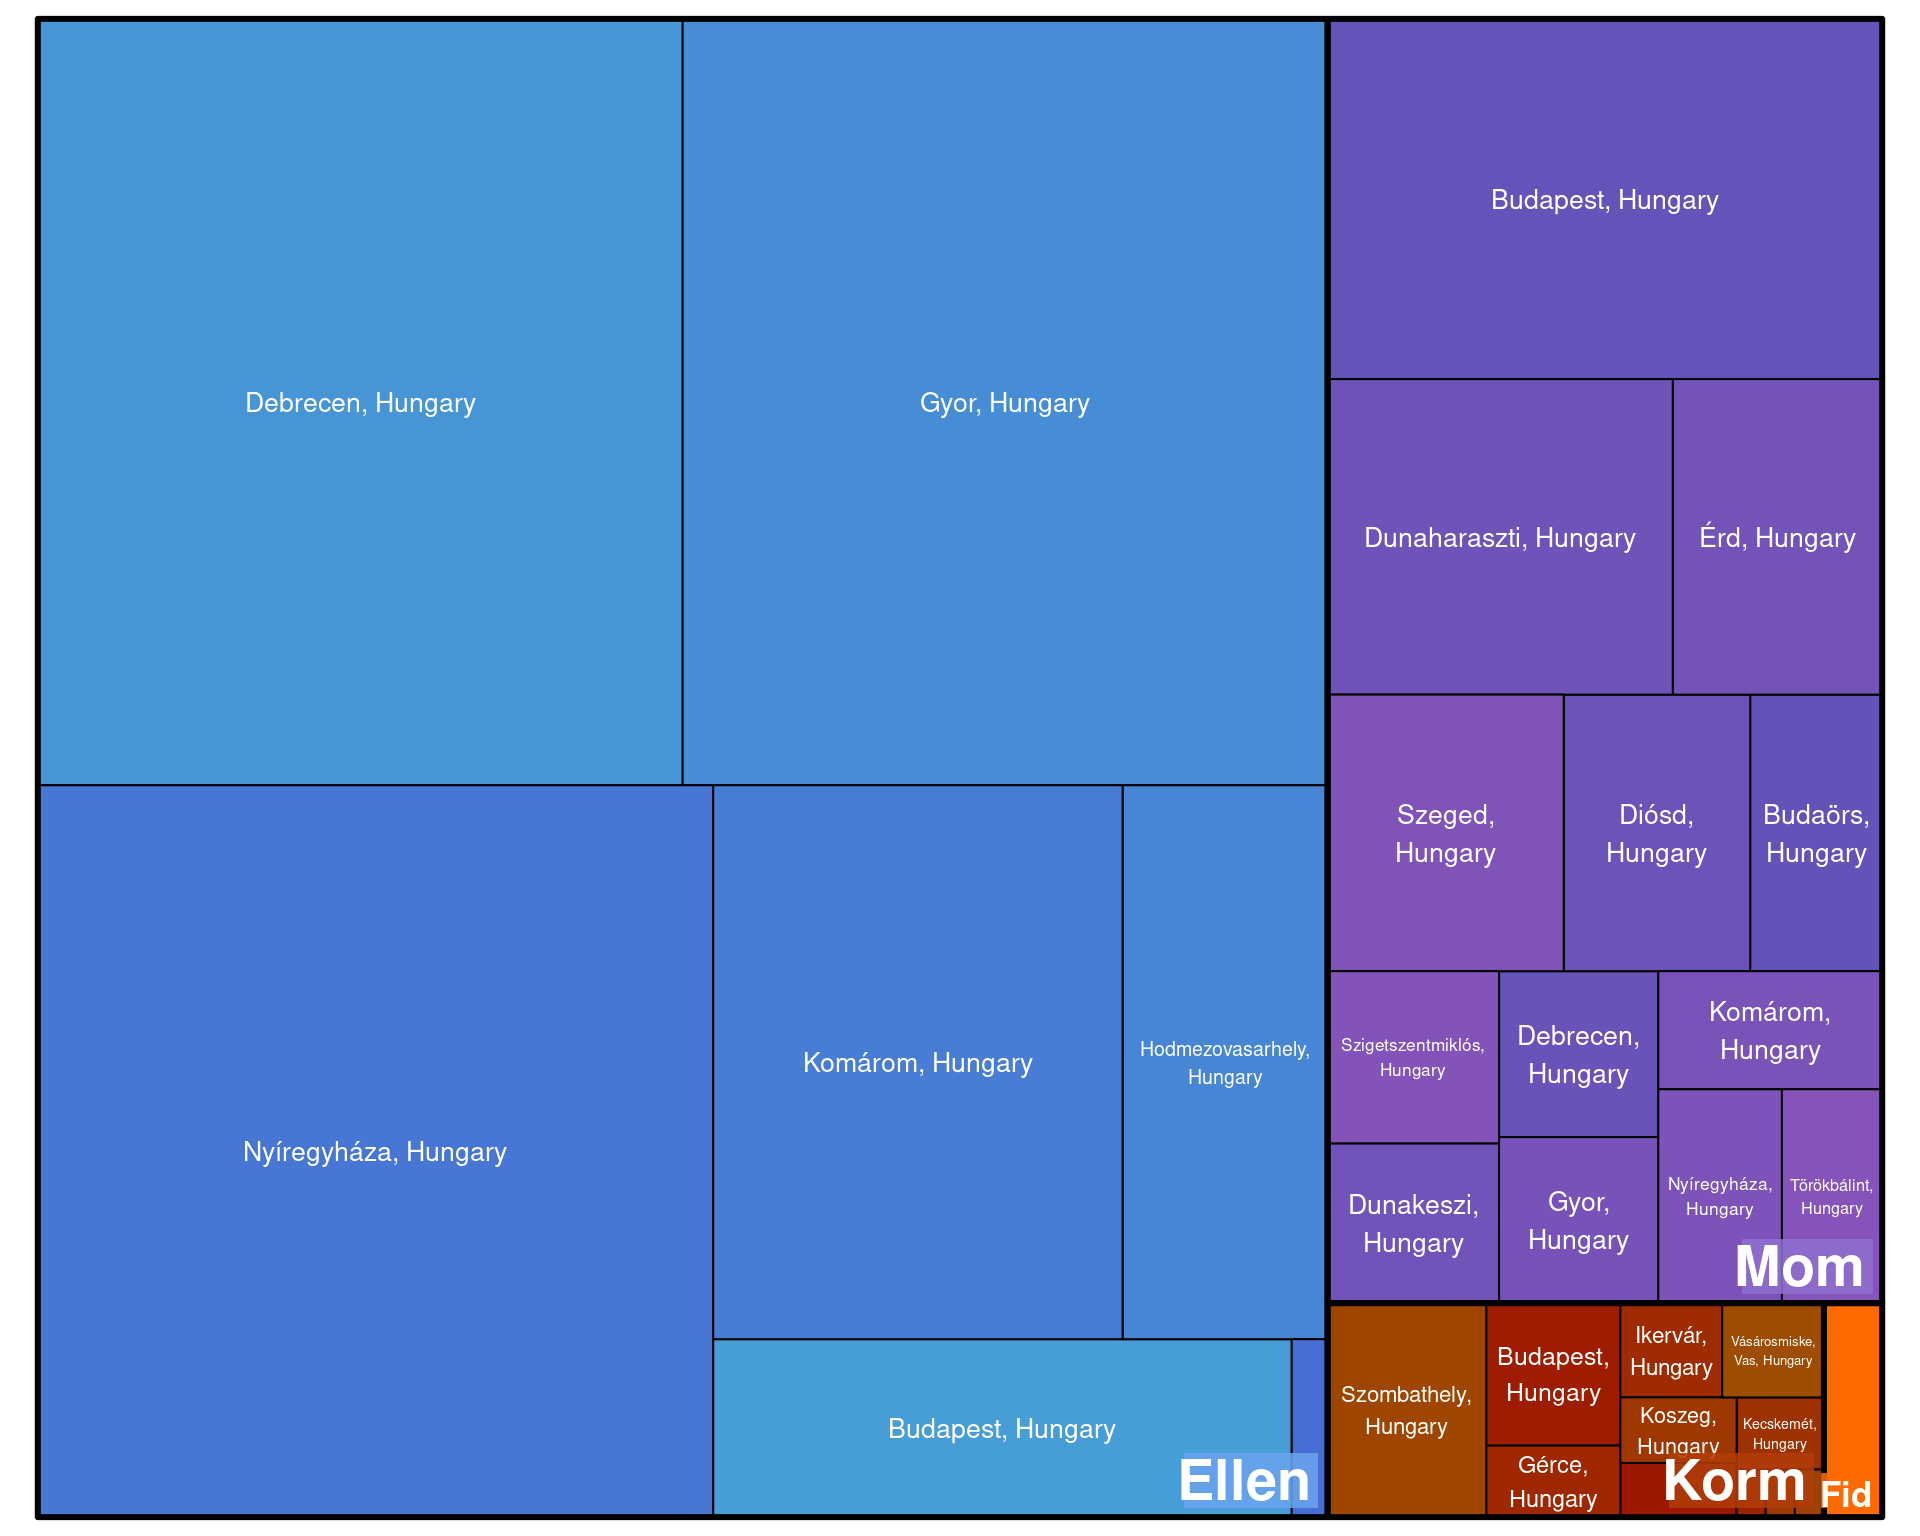 Debrecen, Hungary
Gyor, Hungary
Nyíregyháza, Hungary
Komárom, Hungary
Hodmezovasarhely,
Hungary
Budapest, Hungary
Ellen
Budapest, Hungary
Dunaharaszti, Hungary
Érd, Hungary
Szeged,
Hungary
Diósd,
Hungary
Budaörs,
Hungary
Szigetszentmiklós,
Hungary
Debrecen,
Hungary
Komárom,
Hungary
Dunakeszi,
Hungary
Gyor,
Hungary
Nyíregyháza,
Hungary
Törökbálint,
Hungary
Mom
Szombathely,
Hungary
Budapest,
Hungary
Gérce,
Hungary
Ikervár,
Hungary
Vásárosmiske,
Vas, Hungary
Koszeg,
Hungary
Kecskemét,
Hungary
Korm
Fid